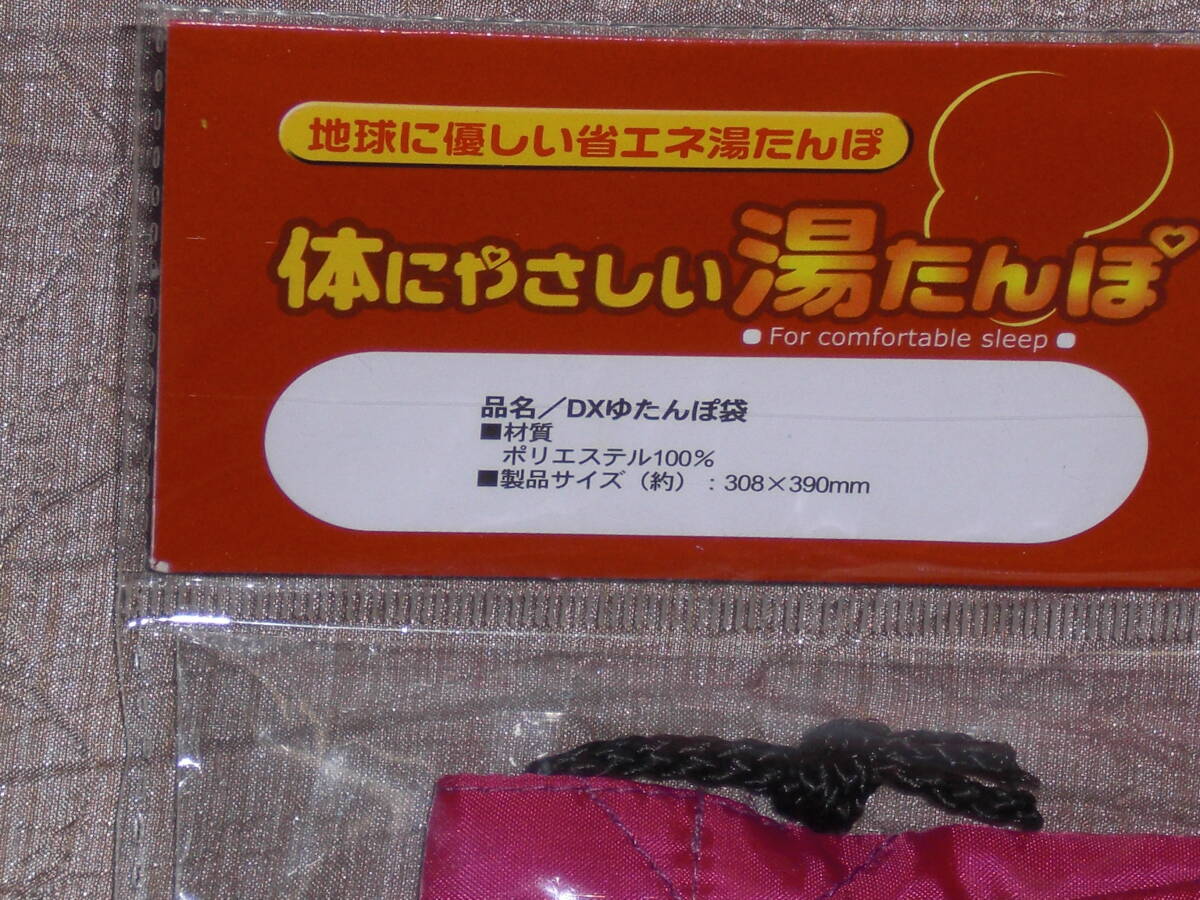 地球に優しい省エネ湯たんぽ
体にやさしい湯たんぽ
For comfortable sleep
品名／DXゆたんぽ袋
■材質
ポリエステル100％
■製品サイズ（約）：308×390mm